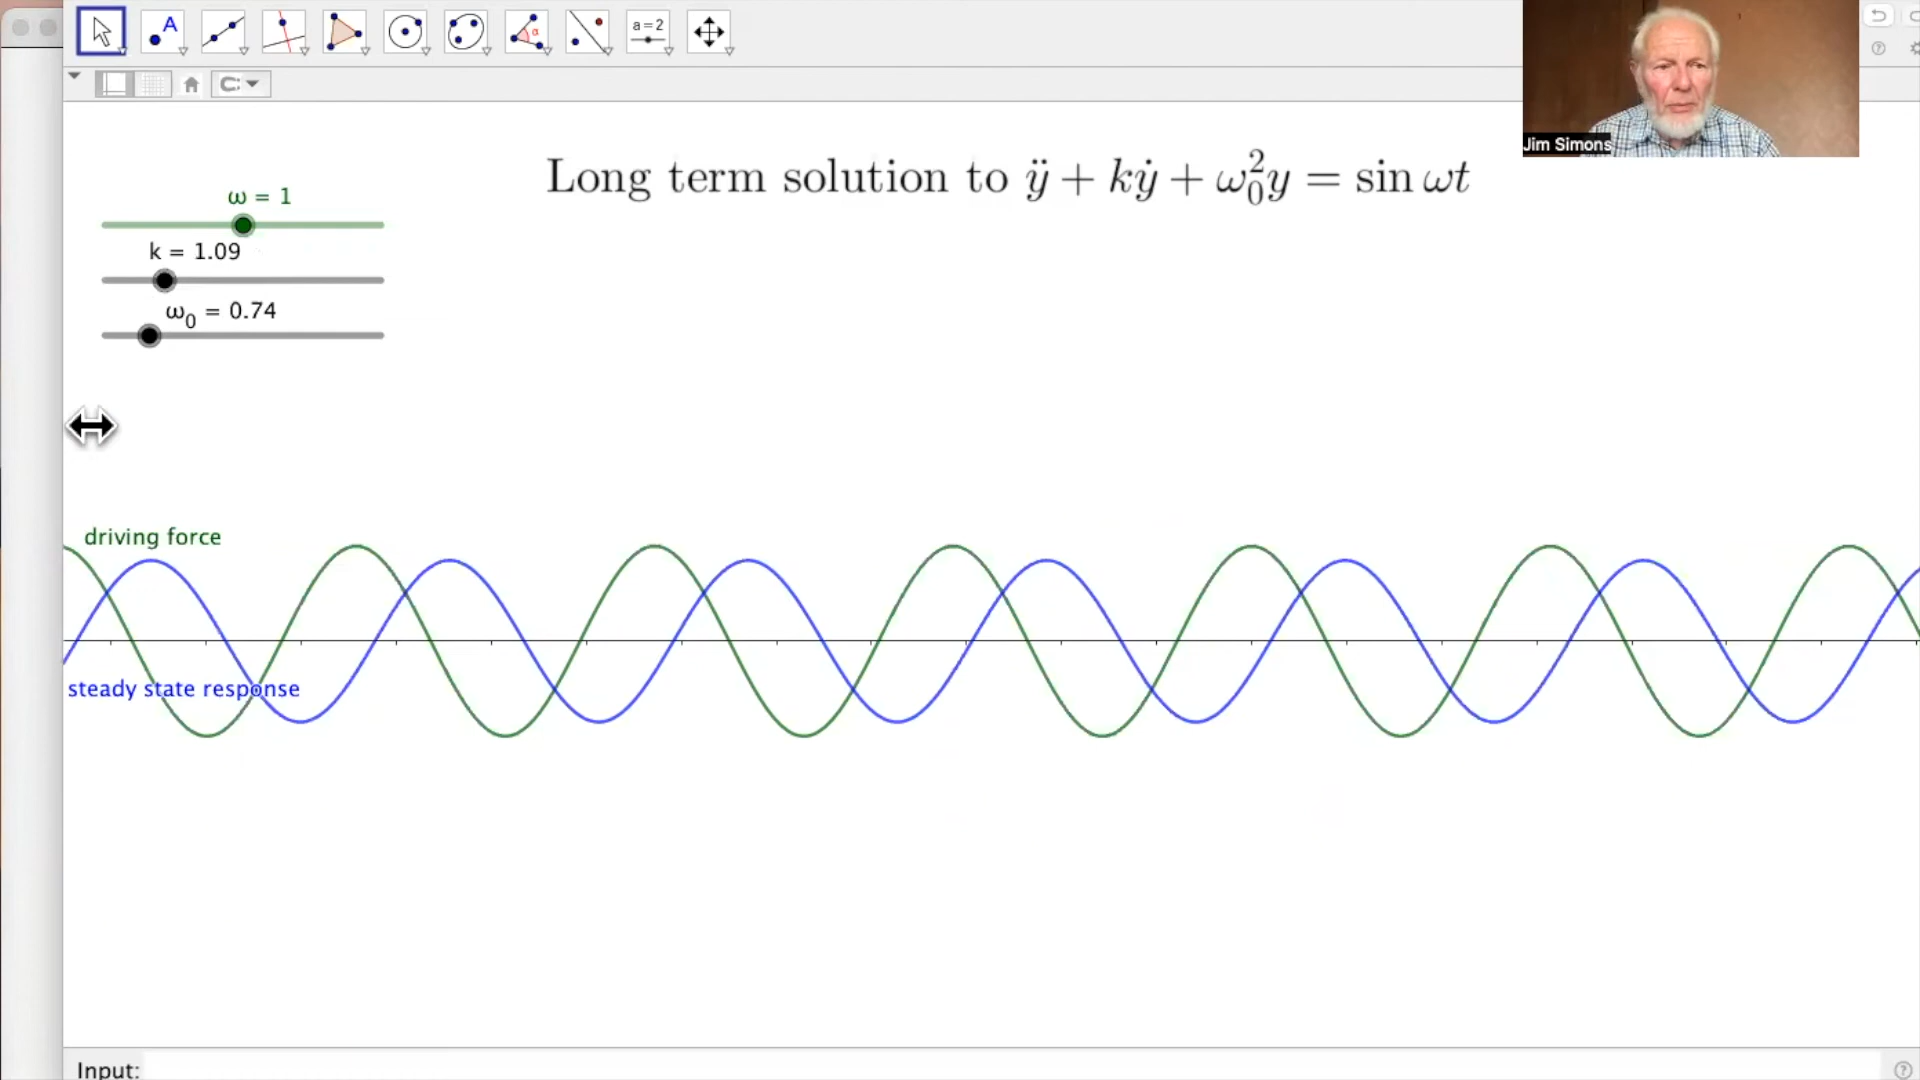 A
α
a=2
Jim Simons
Long term solution to ÿ + kẏ + ω₀²y = sin ωt
ω = 1
k = 1.09
ω₀ = 0.74
driving force
steady state response
Input: